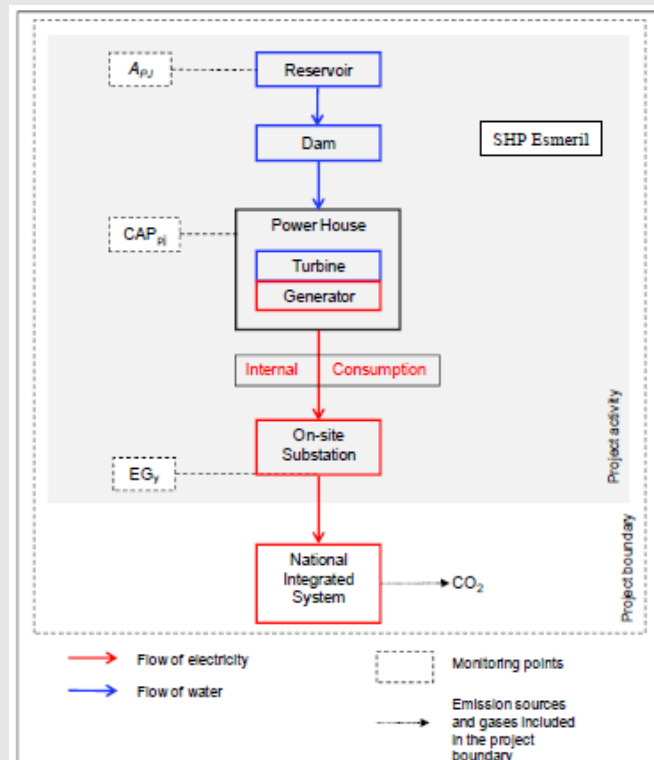 A_PJ
Reservoir
Dam
SHP Esmeril
CAP_pj
Power House
Turbine
Generator
Internal Consumption
On-site
Substation
EG_y
Project activity
National
Integrated
System
CO₂
Project boundary
Flow of electricity
Flow of water
Monitoring points
Emission sources
and gases included
in the project
boundary